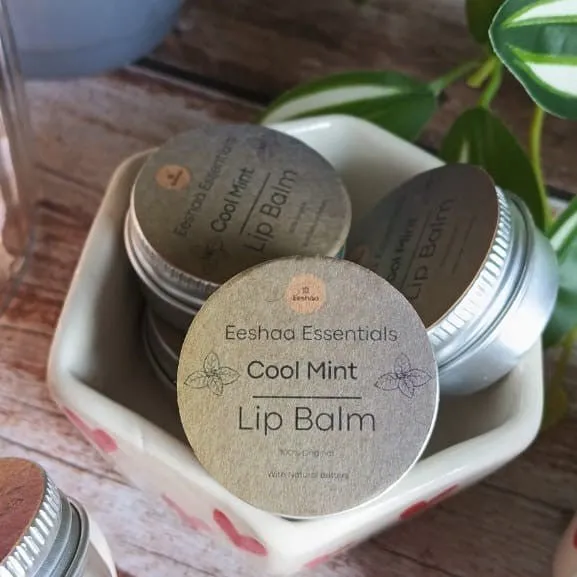 Eeshaa
Eeshaa Essentials
Cool Mint
Lip Balm
100% Original
With Natural Butters
Eeshaa Essentials
Cool Mint
Lip Balm
Cool Mint
Lip Balm